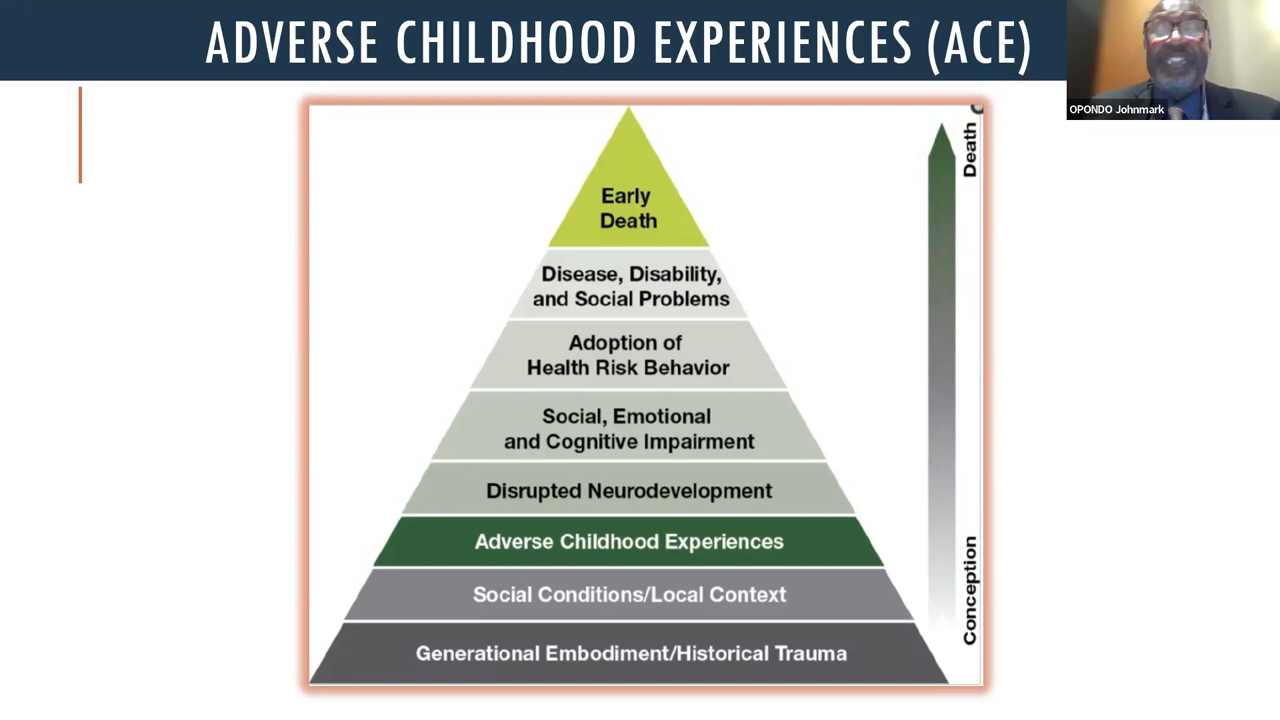 ADVERSE CHILDHOOD EXPERIENCES (ACE)
OPONDO Johnmark
Early
Death
Disease, Disability,
and Social Problems
Adoption of
Health Risk Behavior
Social, Emotional
and Cognitive Impairment
Disrupted Neurodevelopment
Adverse Childhood Experiences
Social Conditions/Local Context
Generational Embodiment/Historical Trauma
Death
Conception